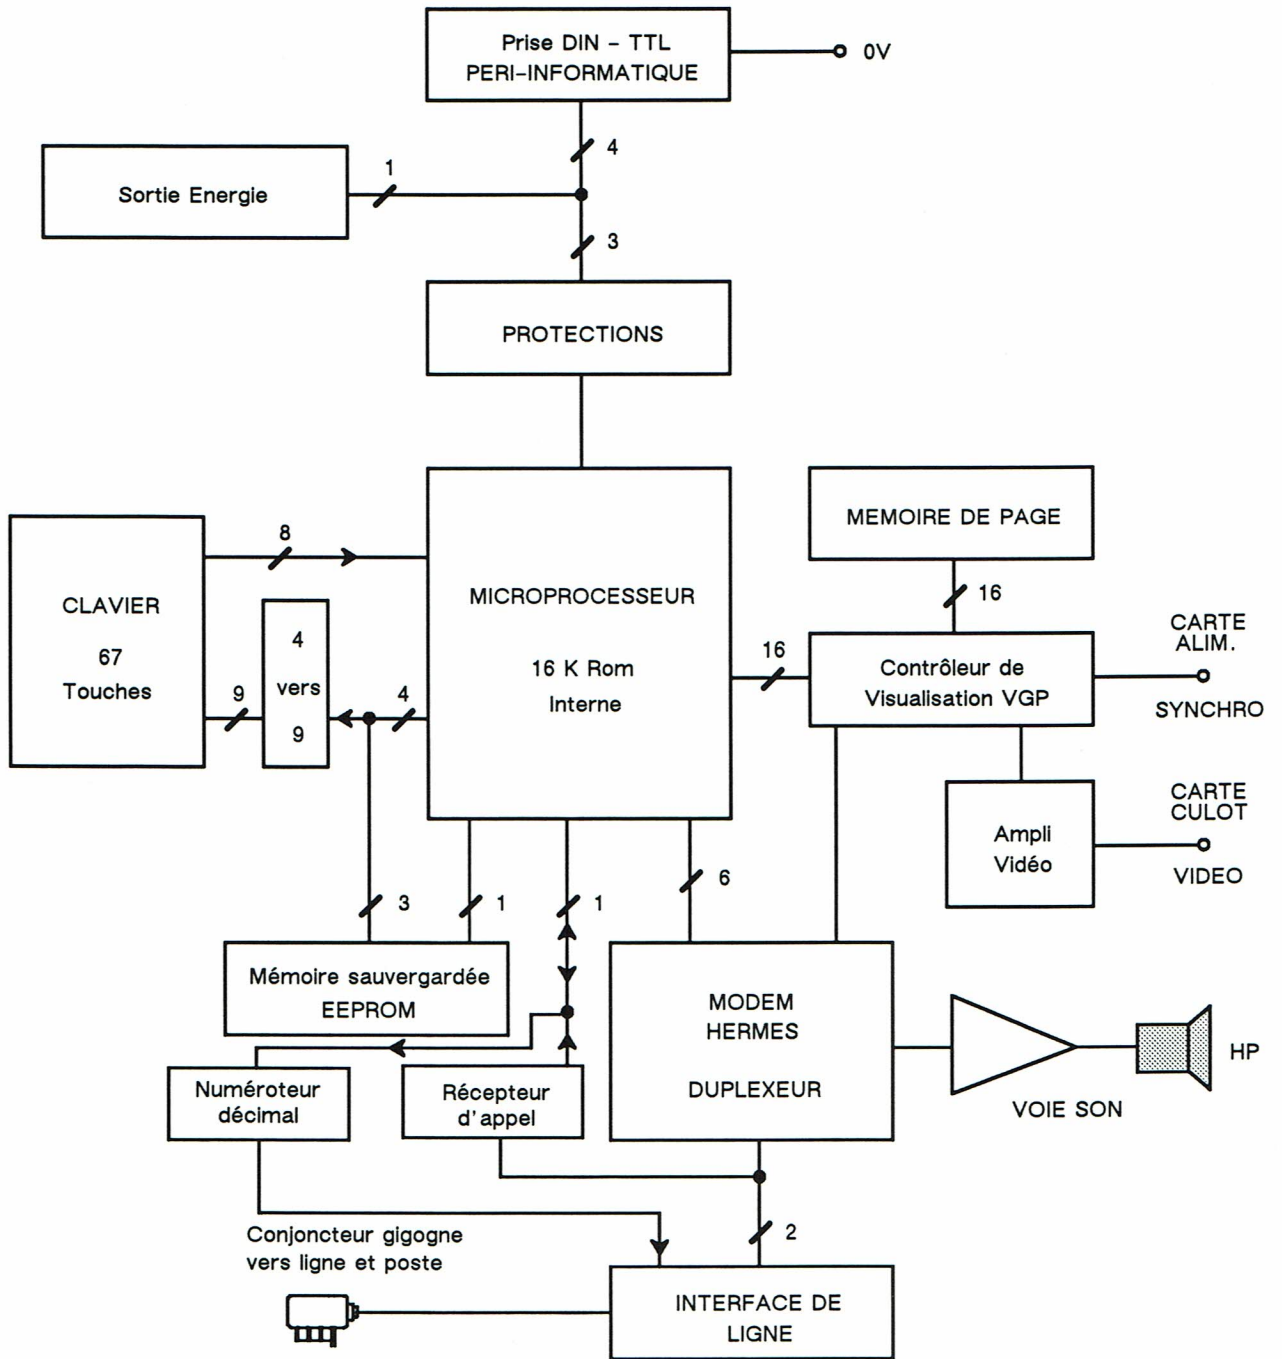 Prise DIN - TTL
PERI-INFORMATIQUE
0V
4
1
Sortie Energie
3
PROTECTIONS
MEMOIRE DE PAGE
8
CLAVIER
67
Touches
4
vers
9
9
4
MICROPROCESSEUR
16 K Rom
Interne
16
16
Contrôleur de
Visualisation VGP
CARTE
ALIM.
SYNCHRO
CARTE
CULOT
Ampli
Vidéo
VIDEO
3
1
1
6
Mémoire sauvergardée
EEPROM
MODEM
HERMES
DUPLEXEUR
HP
VOIE SON
Numéroteur
décimal
Récepteur
d'appel
2
Conjoncteur gigogne
vers ligne et poste
INTERFACE DE
LIGNE